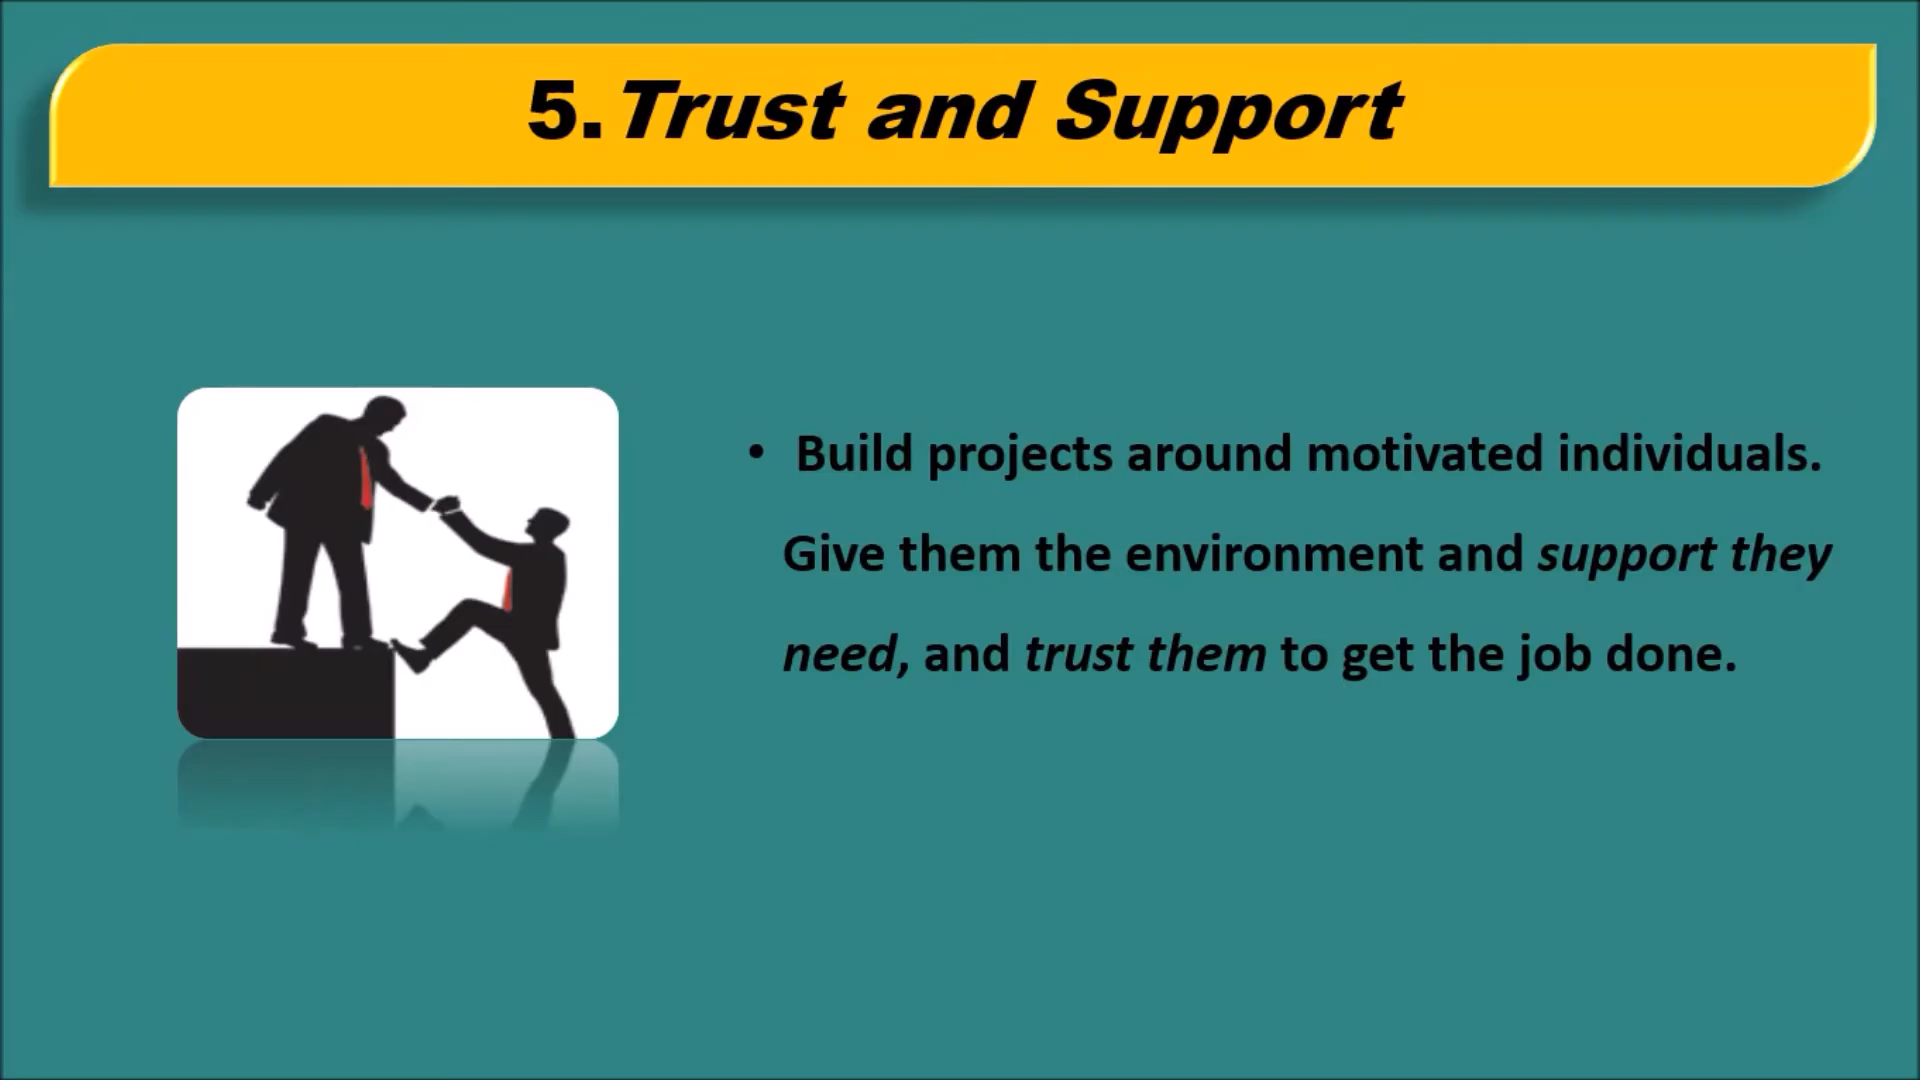 5. Trust and Support
• Build projects around motivated individuals.
Give them the environment and support they
need, and trust them to get the job done.